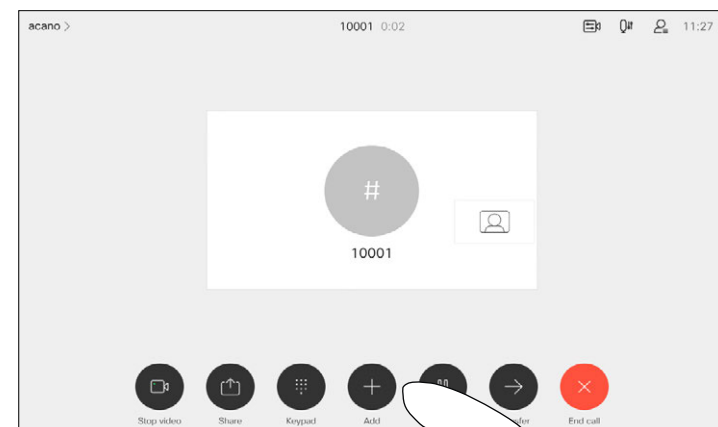 acano >
10001 0:02
11:27
#
10001
Stop video Share Keypad Add
End call